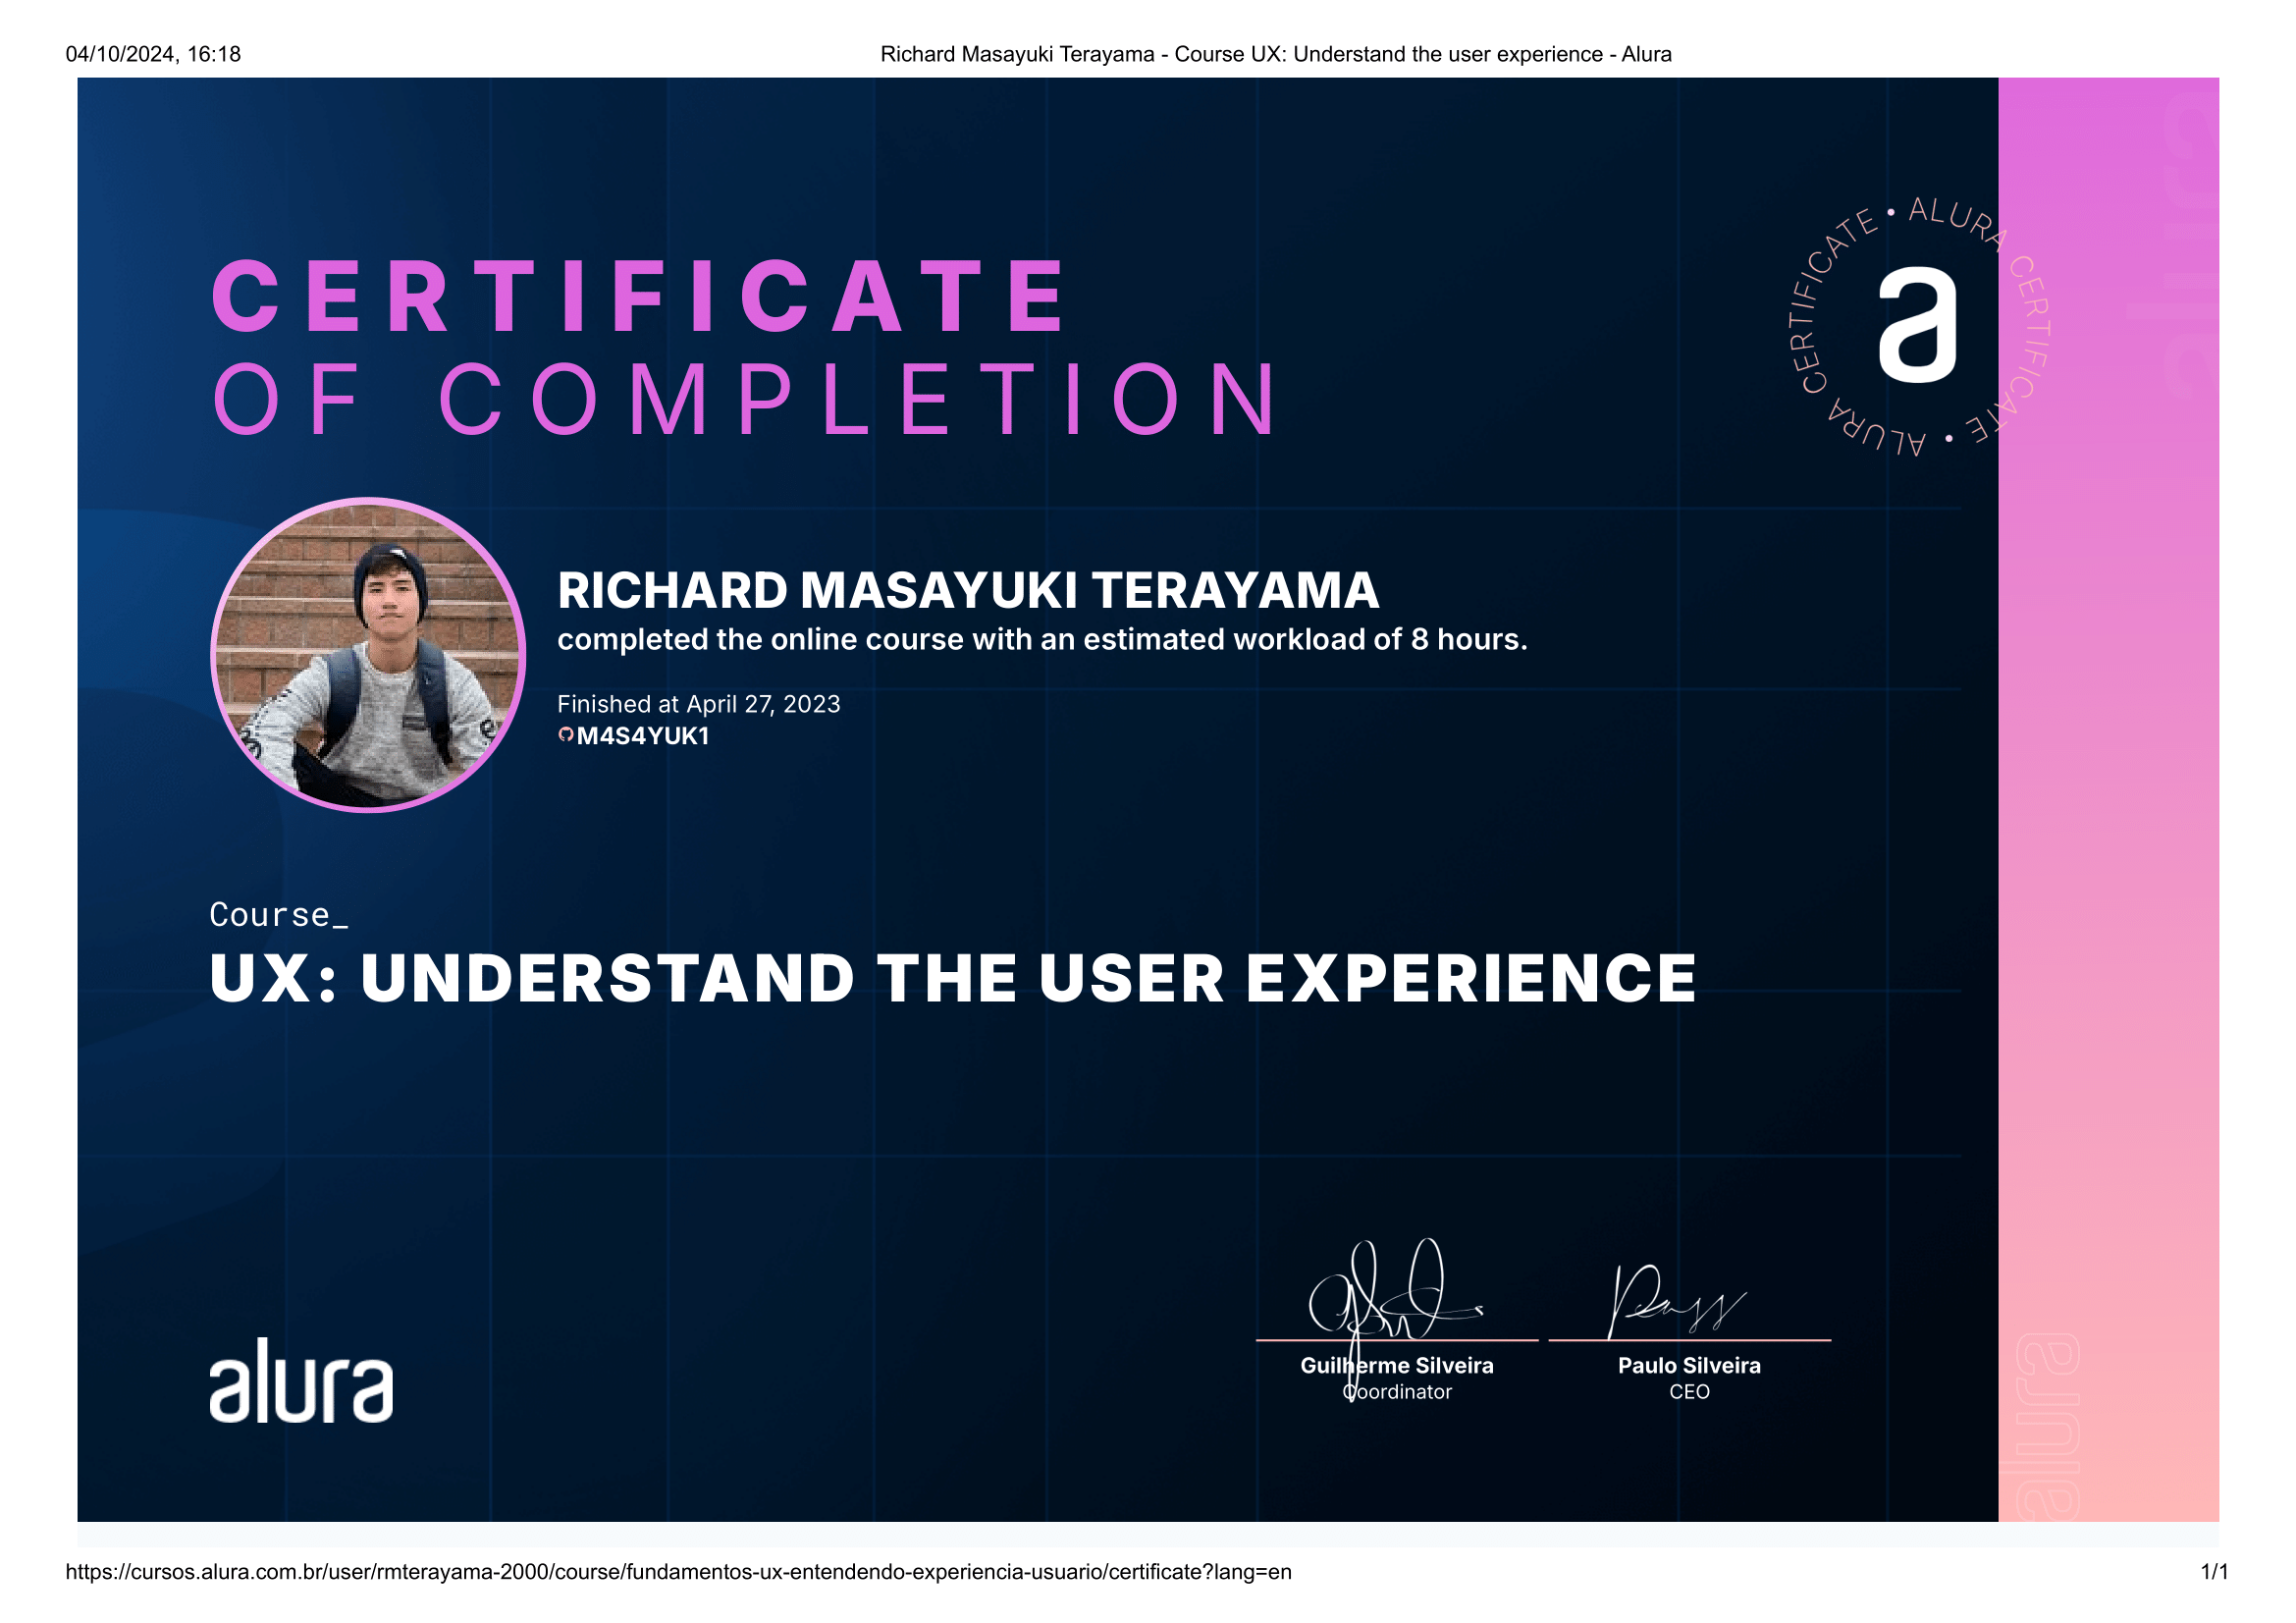 04/10/2024, 16:18
Richard Masayuki Terayama - Course UX: Understand the user experience - Alura
CERTIFICATE
OF COMPLETION
ALURA CERTIFICATE • ALURA CERTIFICATE •
a
alura
RICHARD MASAYUKI TERAYAMA
completed the online course with an estimated workload of 8 hours.
Finished at April 27, 2023
M4S4YUK1
Course_
UX: UNDERSTAND THE USER EXPERIENCE
Guilherme Silveira
Coordinator
Paulo Silveira
CEO
alura
alura
https://cursos.alura.com.br/user/rmterayama-2000/course/fundamentos-ux-entendendo-experiencia-usuario/certificate?lang=en
1/1